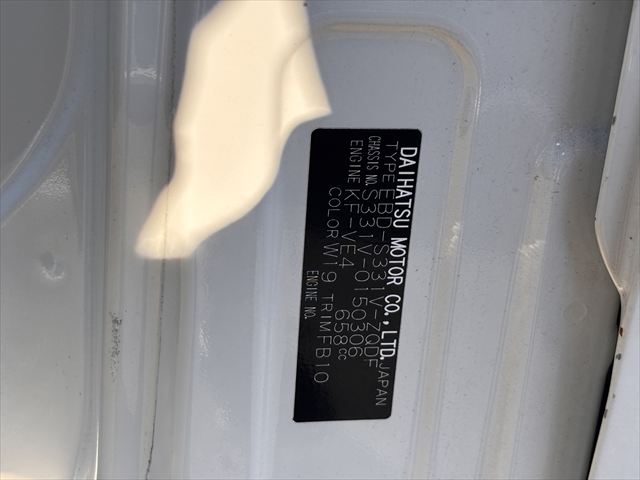 DAIHATSU MOTOR CO., LTD. JAPAN
TYPE EBD-S331V-ZQDF
CHASSIS NO. S331V-0150306
ENGINE KF-VE4 658cc
COLOR W19 TRIM FB10
ENGINE NO.